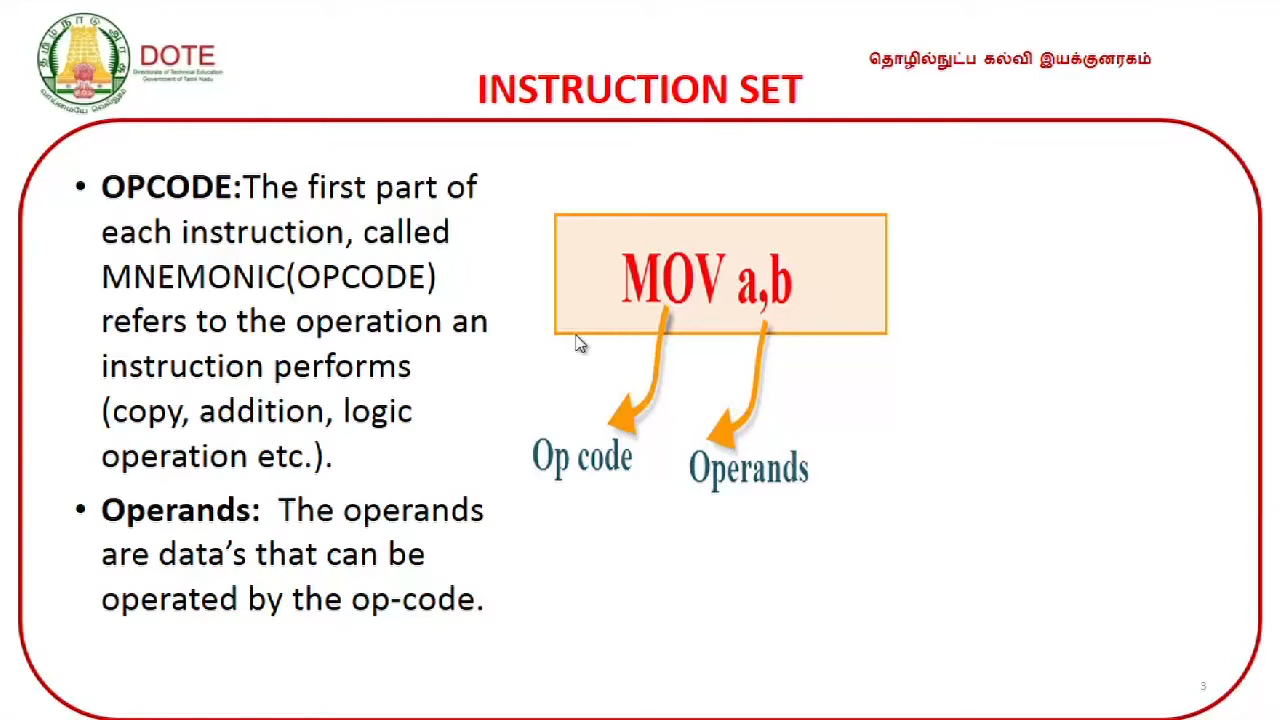 DOTE
Directorate of Technical Education
Government of Tamil Nadu
தொழில்நுட்ப கல்வி இயக்குனரகம்
INSTRUCTION SET
• OPCODE:The first part of
each instruction, called
MNEMONIC(OPCODE)
refers to the operation an
instruction performs
(copy, addition, logic
operation etc.).
• Operands: The operands
are data’s that can be
operated by the op-code.
MOV a,b
Op code
Operands
3